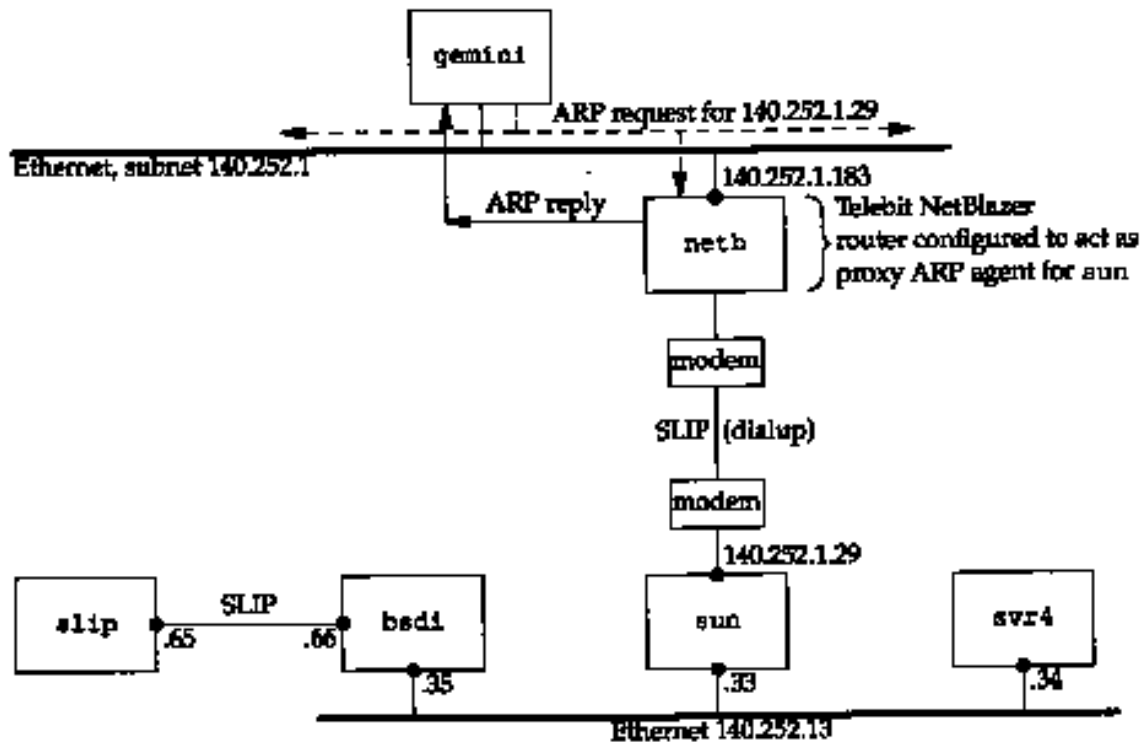 gemini
ARP request for 140.252.1.29
Ethernet, subnet 140.252.1
140.252.1.183
ARP reply
netb
Telebit NetBlazer
router configured to act as
proxy ARP agent for sun
modem
SLIP (dialup)
modem
140.252.1.29
slip
SLIP
bsdi
sun
svr4
.65
.66
.35
.33
.34
Ethernet 140.252.13